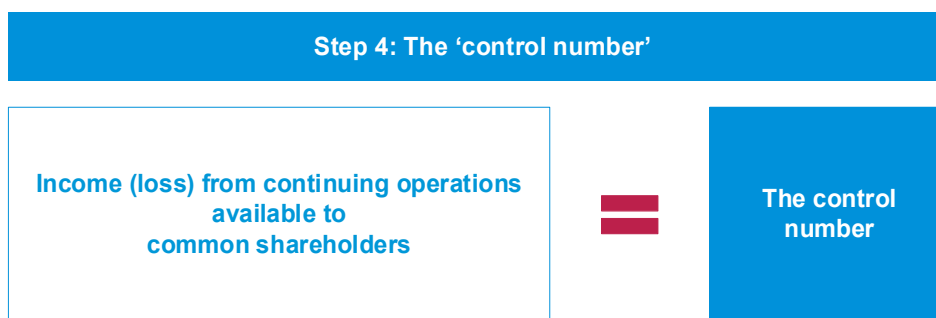 Step 4: The ‘control number’
Income (loss) from continuing operations
available to
common shareholders
The control
number